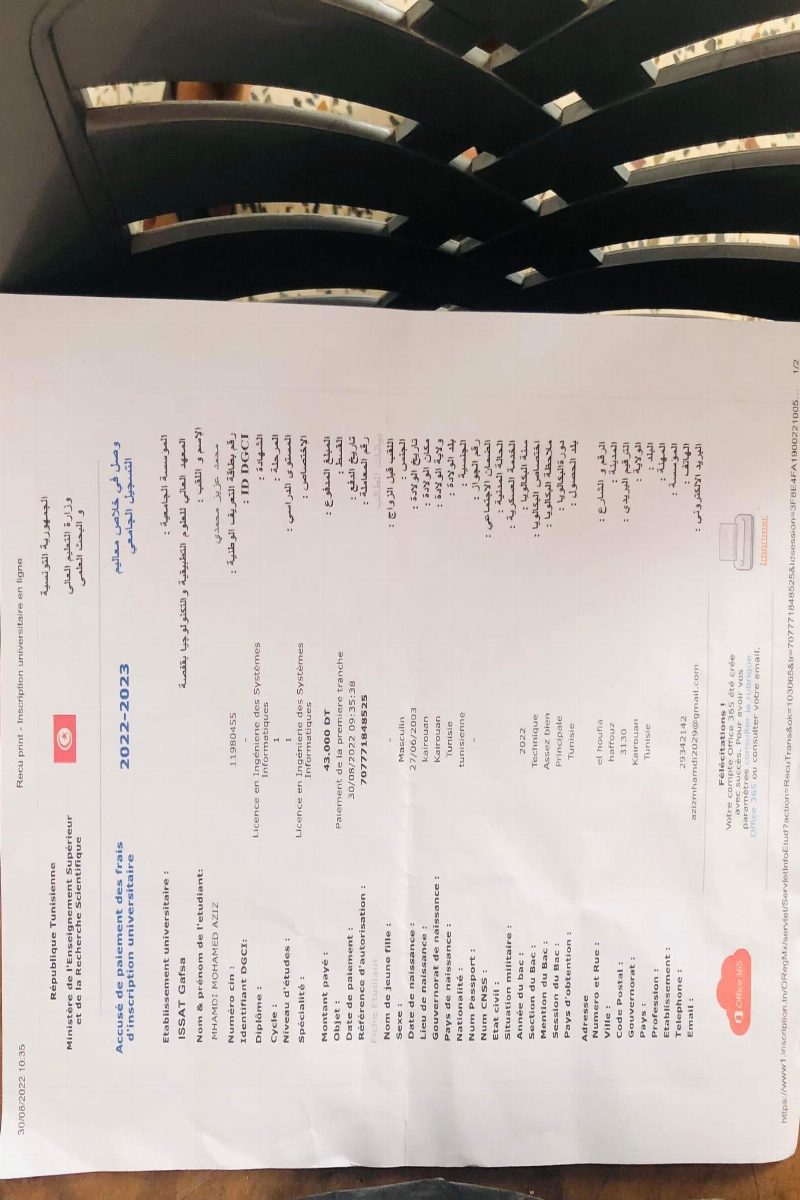 30/08/2022 10:35 Recu print - Inscription universitaire en ligne
République Tunisienne الجمهورية التونسية
Ministère de l'Enseignement Supérieur وزارة التعليم العالي
et de la Recherche Scientifique و البحث العلمي
Accusé de paiement des frais 2022-2023 وصل في خلاص معاليم
d'inscription universitaire التسجيل الجامعي
Etablissement universitaire : المؤسسة الجامعية :
ISSAT Gafsa المعهد العالي للعلوم التطبيقية و التكنولوجيا بقفصة
Nom & prénom de l'etudiant: الاسم و اللقب :
MHAMDI MOHAMED AZIZ محمد عزيز محمدي
Numéro cin : 11980455 رقم بطاقة التعريف الوطنية :
Identifiant DGCI: - : ID DGCI
Diplôme : Licence en Ingénierie des Systèmes الشهادة :
Informatiques
Cycle : 1 المرحلة :
Niveau d'études : 1 المستوى الدراسي :
Spécialité : Licence en Ingénierie des Systèmes الإختصاص :
Informatiques
Montant payé : 43.000 DT المبلغ المدفوع :
Objet : Paiement de la premiere tranche القسط :
Date de paiement : 30/08/2022 09:35:38 تاريخ الدفع :
Référence d'autorisation : 707771848525 رقم المعاملة :
Fiche Etudiant
Nom de jeune fille : - اللقب قبل الزواج :
Sexe : Masculin الجنس :
Date de naissance : 27/06/2003 تاريخ الولادة :
Lieu de naissance : kairouan مكان الولادة :
Gouvernorat de naissance : Kairouan ولاية الولادة :
Pays de naissance : Tunisie بلد الولادة :
Nationalité : tunisienne الجنسية :
Num Passport : رقم الجواز :
Num CNSS : الضمان الاجتماعي :
Etat civil : الحالة المدنية :
Situation militaire : الخدمة العسكرية :
Année du bac : 2022 سنة البكالوريا :
Section du Bac : Technique اختصاص البكالوريا :
Mention du Bac : Assez bien ملاحظة البكالوريا :
Session du Bac : Principale دورة البكالوريا :
Pays d'obtention : Tunisie بلد الحصول :
Adresse
Numéro et Rue : el houfia الرقم و الشارع :
Ville : haffouz المدينة :
Code Postal : 3130 الترقيم البريدي :
Gouvernorat : Kairouan الولاية :
Pays : Tunisie البلد :
Profession : المهنة :
Etablissement : المؤسسة :
Telephone : 29342142 الهاتف :
Email : azizmhamdi2029@gmail.com البريد الالكتروني :
Office 365
Félécitations !
Votre compte Office 365 été crée
avec succès. Pour avoir vos
paramètres consulter la rubrique
Office 365 ou consulter votre email.
Imprimer
https://www1.inscription.tn/ORegMx/servlet/ServletInfoEtud?action=RecuTrans&tok=103065&tr=707771848525&Idsession=3F8E4FA1900221005... 1/2